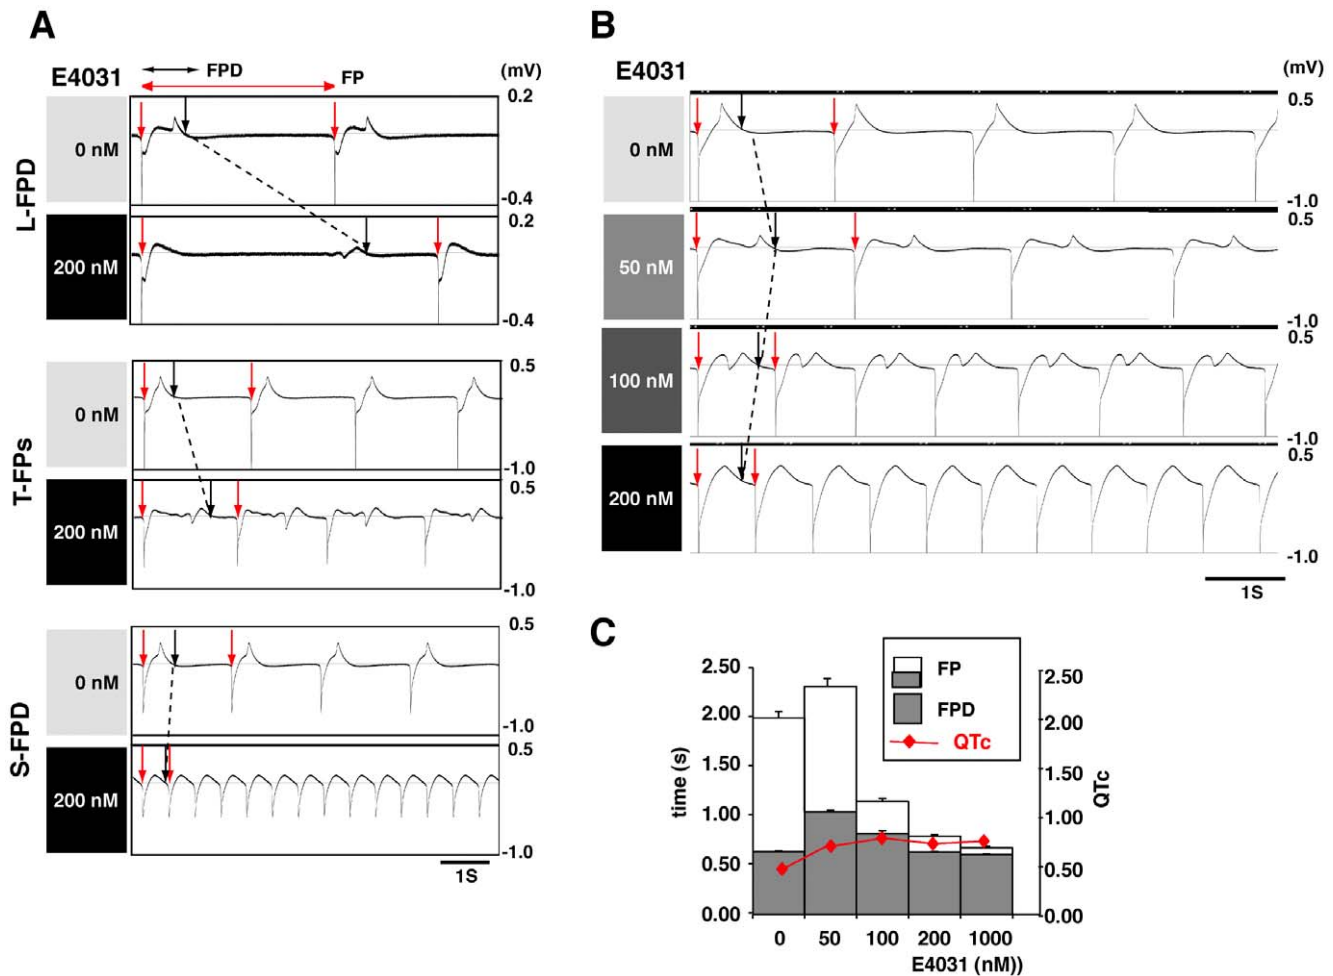 A
E4031
FPD
FP
(mV)
L-FPD
0 nM
0.2
-0.4
200 nM
0.2
-0.4
T-FPs
0 nM
0.5
-1.0
200 nM
0.5
-1.0
S-FPD
0 nM
0.5
-1.0
200 nM
0.5
-1.0
1S
B
E4031
(mV)
0 nM
0.5
-1.0
50 nM
0.5
-1.0
100 nM
0.5
-1.0
200 nM
0.5
-1.0
1S
C
FP
FPD
QTc
time (s)
2.50
2.00
1.50
1.00
0.50
0.00
2.50
2.00
1.50
1.00
0.50
0.00
QTc
0 50 100 200 1000
E4031 (nM))